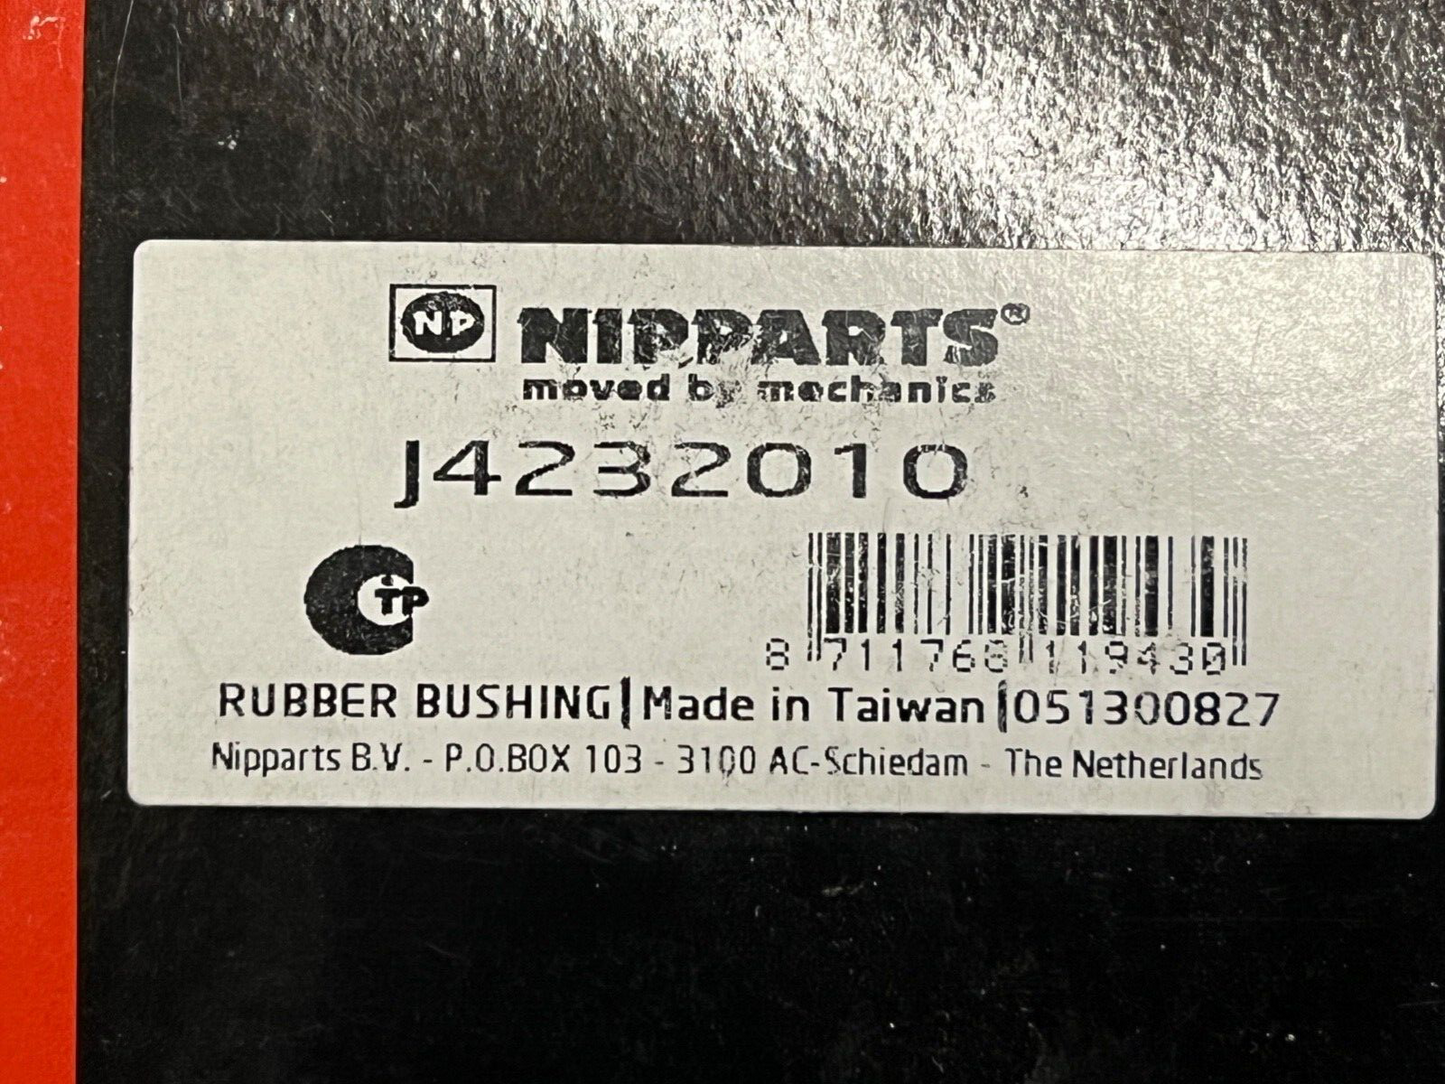 NP NIPPARTS®
moved by mechanics
J4232010
TP
8 711768 119430
RUBBER BUSHING|Made in Taiwan|051300827
Nipparts B.V. - P.O.BOX 103 - 3100 AC-Schiedam - The Netherlands